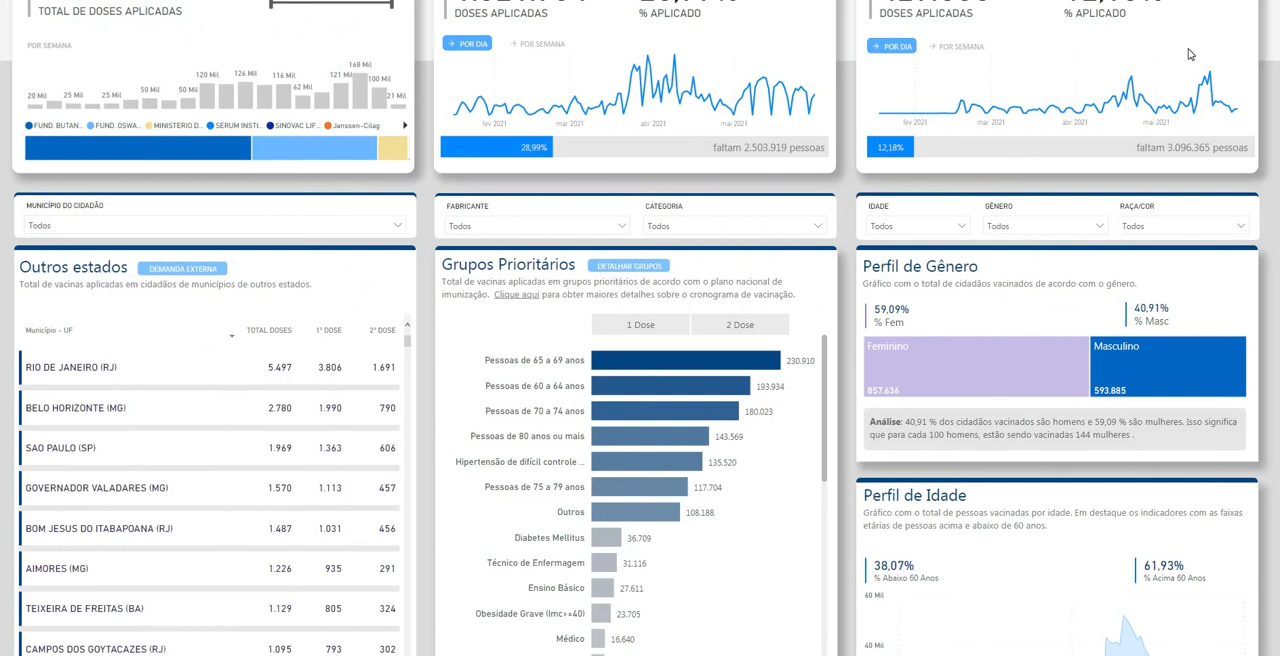 TOTAL DE DOSES APLICADAS
POR SEMANA
20 Mil
25 Mil
25 Mil
50 Mil
50 Mil
120 Mil
126 Mil
116 Mil
62 Mil
121 Mil
168 Mil
100 Mil
21 Mil
FUND. BUTAN...
FUND. OSWA...
MINISTERIO D...
SERUM INSTI...
SINOVAC LIF...
Janssen-Cilag
DOSES APLICADAS
% APLICADO
→ POR DIA
→ POR SEMANA
fev 2021
mar 2021
abr 2021
mai 2021
28,99%
faltam 2.503.919 pessoas
DOSES APLICADAS
% APLICADO
→ POR DIA
→ POR SEMANA
fev 2021
mar 2021
abr 2021
mai 2021
12,18%
faltam 3.096.365 pessoas
MUNICÍPIO DO CIDADÃO
Todos
FABRICANTE
Todos
CATEGORIA
Todos
IDADE
Todos
GÊNERO
Todos
RAÇA/COR
Todos
Outros estados
DEMANDA EXTERNA
Total de vacinas aplicadas em cidadãos de municípios de outros estados.
Município - UF TOTAL DOSES 1ª DOSE 2ª DOSE
RIO DE JANEIRO (RJ) 5.497 3.806 1.691
BELO HORIZONTE (MG) 2.780 1.990 790
SAO PAULO (SP) 1.969 1.363 606
GOVERNADOR VALADARES (MG) 1.570 1.113 457
BOM JESUS DO ITABAPOANA (RJ) 1.487 1.031 456
AIMORES (MG) 1.226 935 291
TEIXEIRA DE FREITAS (BA) 1.129 805 324
CAMPOS DOS GOYTACAZES (RJ) 1.095 793 302
Grupos Prioritários
DETALHAR GRUPOS
Total de vacinas aplicadas em grupos prioritários de acordo com o plano nacional de
imunização. Clique aqui para obter maiores detalhes sobre o cronograma de vacinação.
1 Dose
2 Dose
Pessoas de 65 a 69 anos 230.910
Pessoas de 60 a 64 anos 193.934
Pessoas de 70 a 74 anos 180.023
Pessoas de 80 anos ou mais 143.569
Hipertensão de difícil controle ... 135.520
Pessoas de 75 a 79 anos 117.704
Outros 108.188
Diabetes Mellitus 36.709
Técnico de Enfermagem 31.116
Ensino Básico 27.611
Obesidade Grave (Imc>=40) 23.705
Médico 16.640
Perfil de Gênero
Gráfico com o total de cidadãos vacinados de acordo com o gênero.
59,09%
% Fem
40,91%
% Masc
Feminino
857.636
Masculino
593.885
Análise: 40,91 % dos cidadãos vacinados são homens e 59,09 % são mulheres. Isso significa
que para cada 100 homens, estão sendo vacinadas 144 mulheres .
Perfil de Idade
Gráfico com o total de pessoas vacinadas por idade. Em destaque os indicadores com as faixas
etárias de pessoas acima e abaixo de 60 anos.
38,07%
% Abaixo 60 Anos
61,93%
% Acima 60 Anos
60 Mil
40 Mil